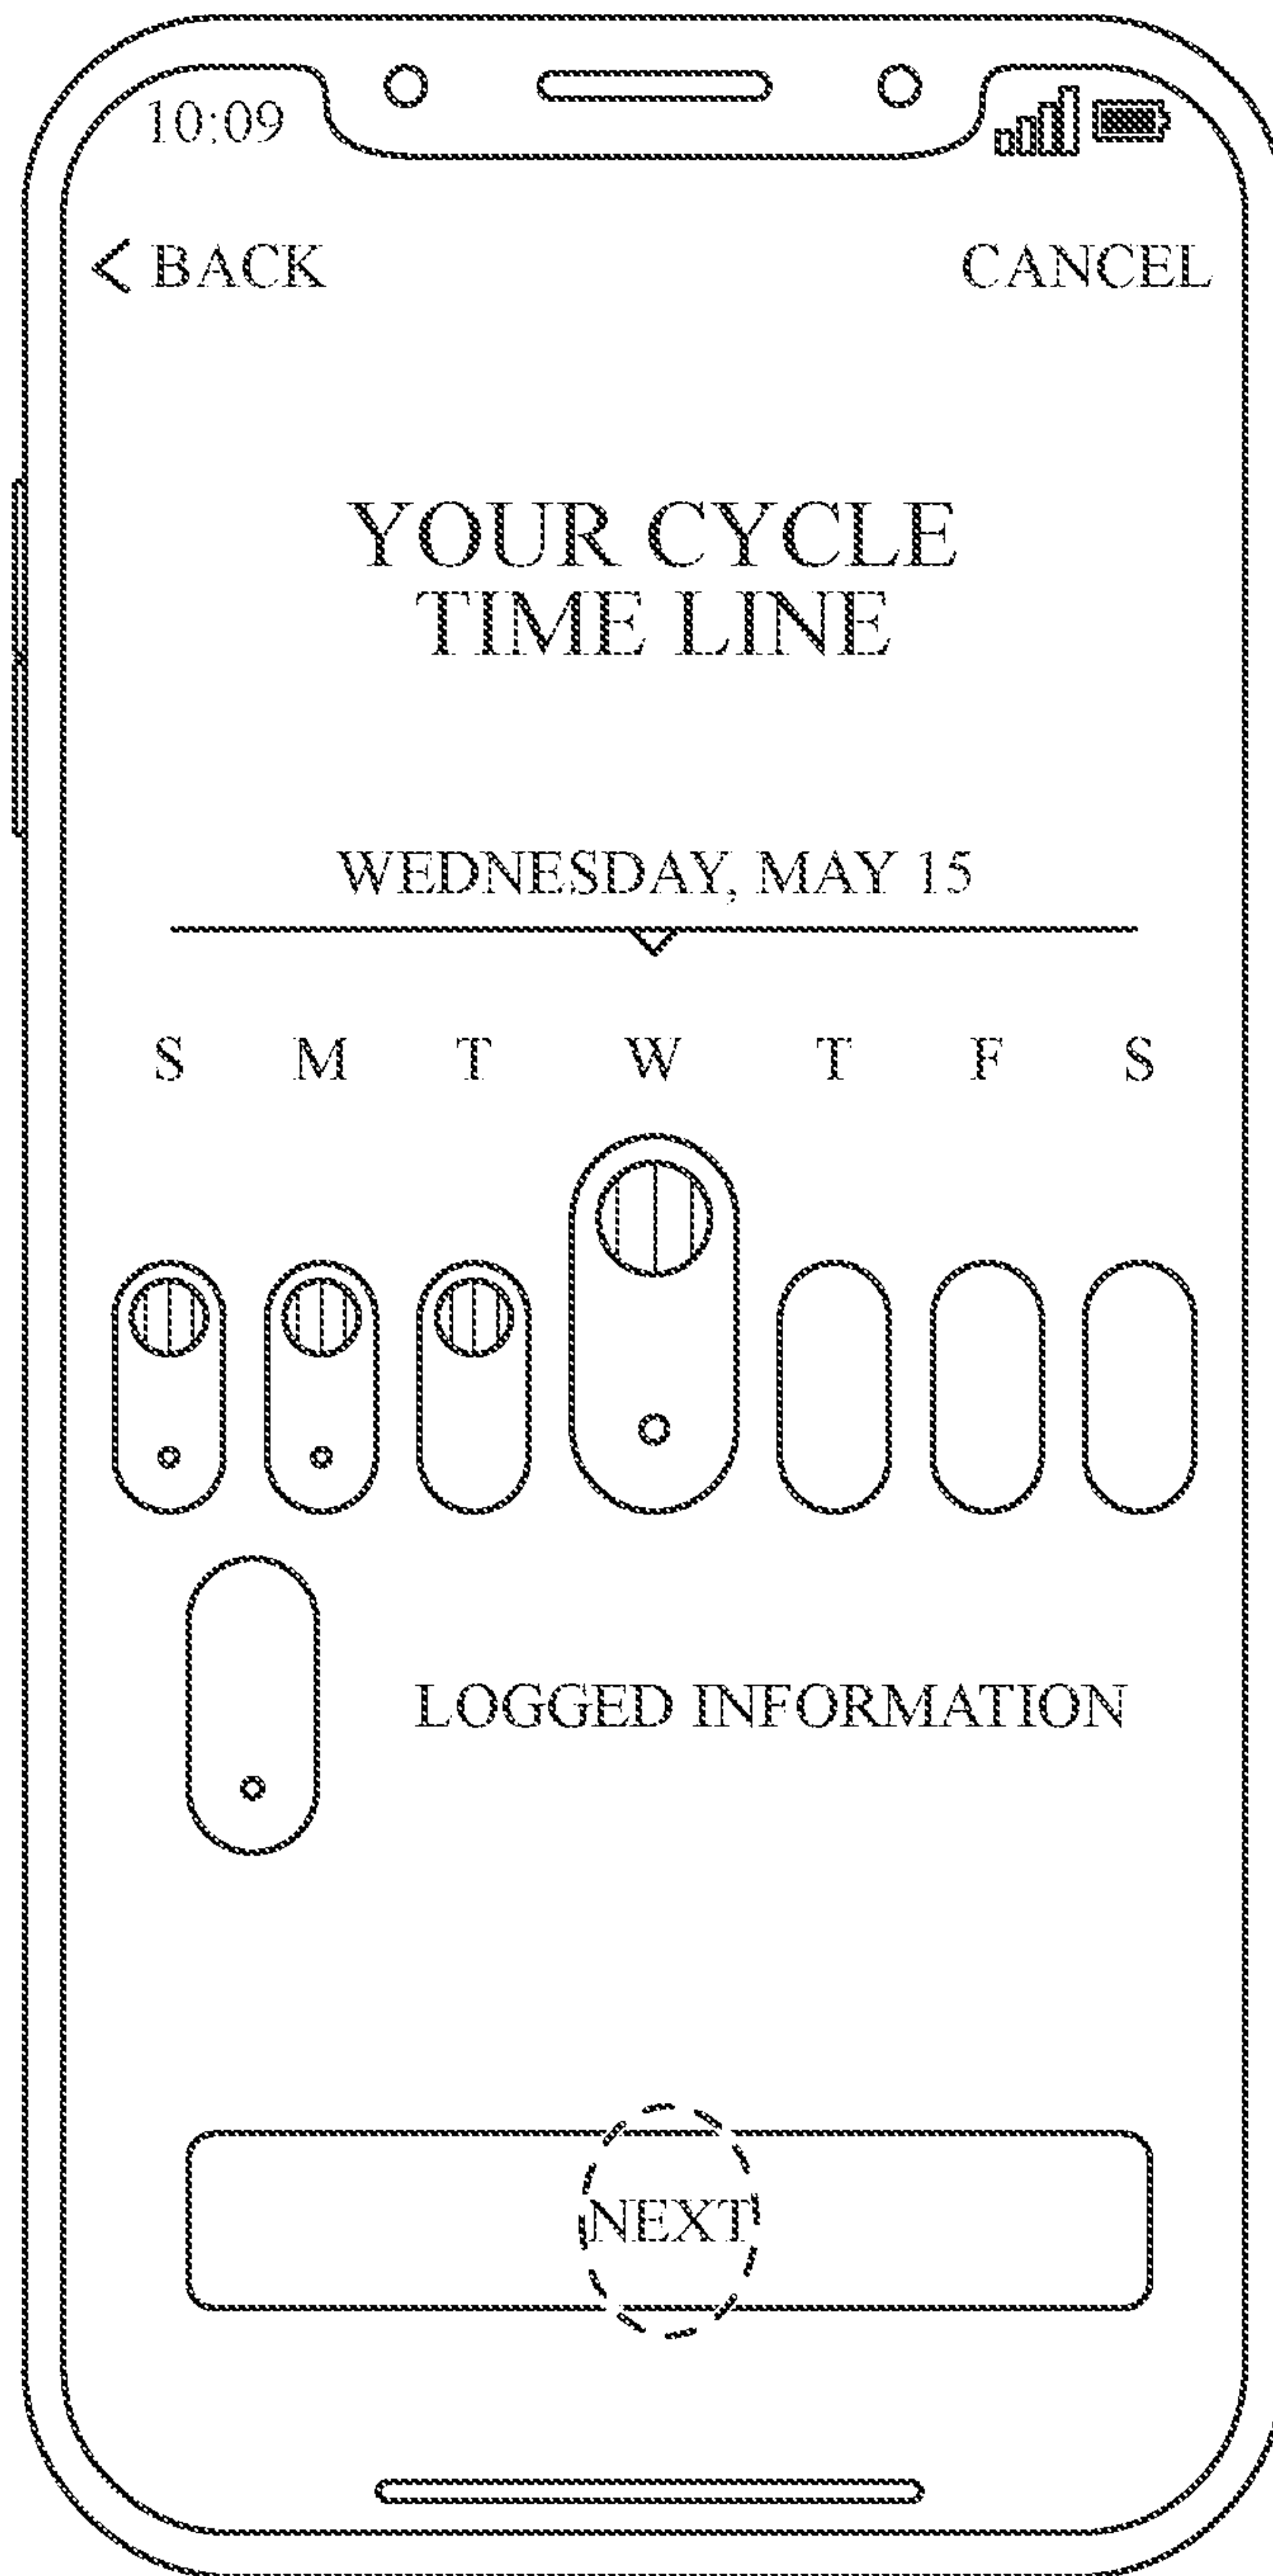 10:09
< BACK CANCEL
YOUR CYCLE
TIME LINE
WEDNESDAY, MAY 15
S M T W T F S
LOGGED INFORMATION
NEXT